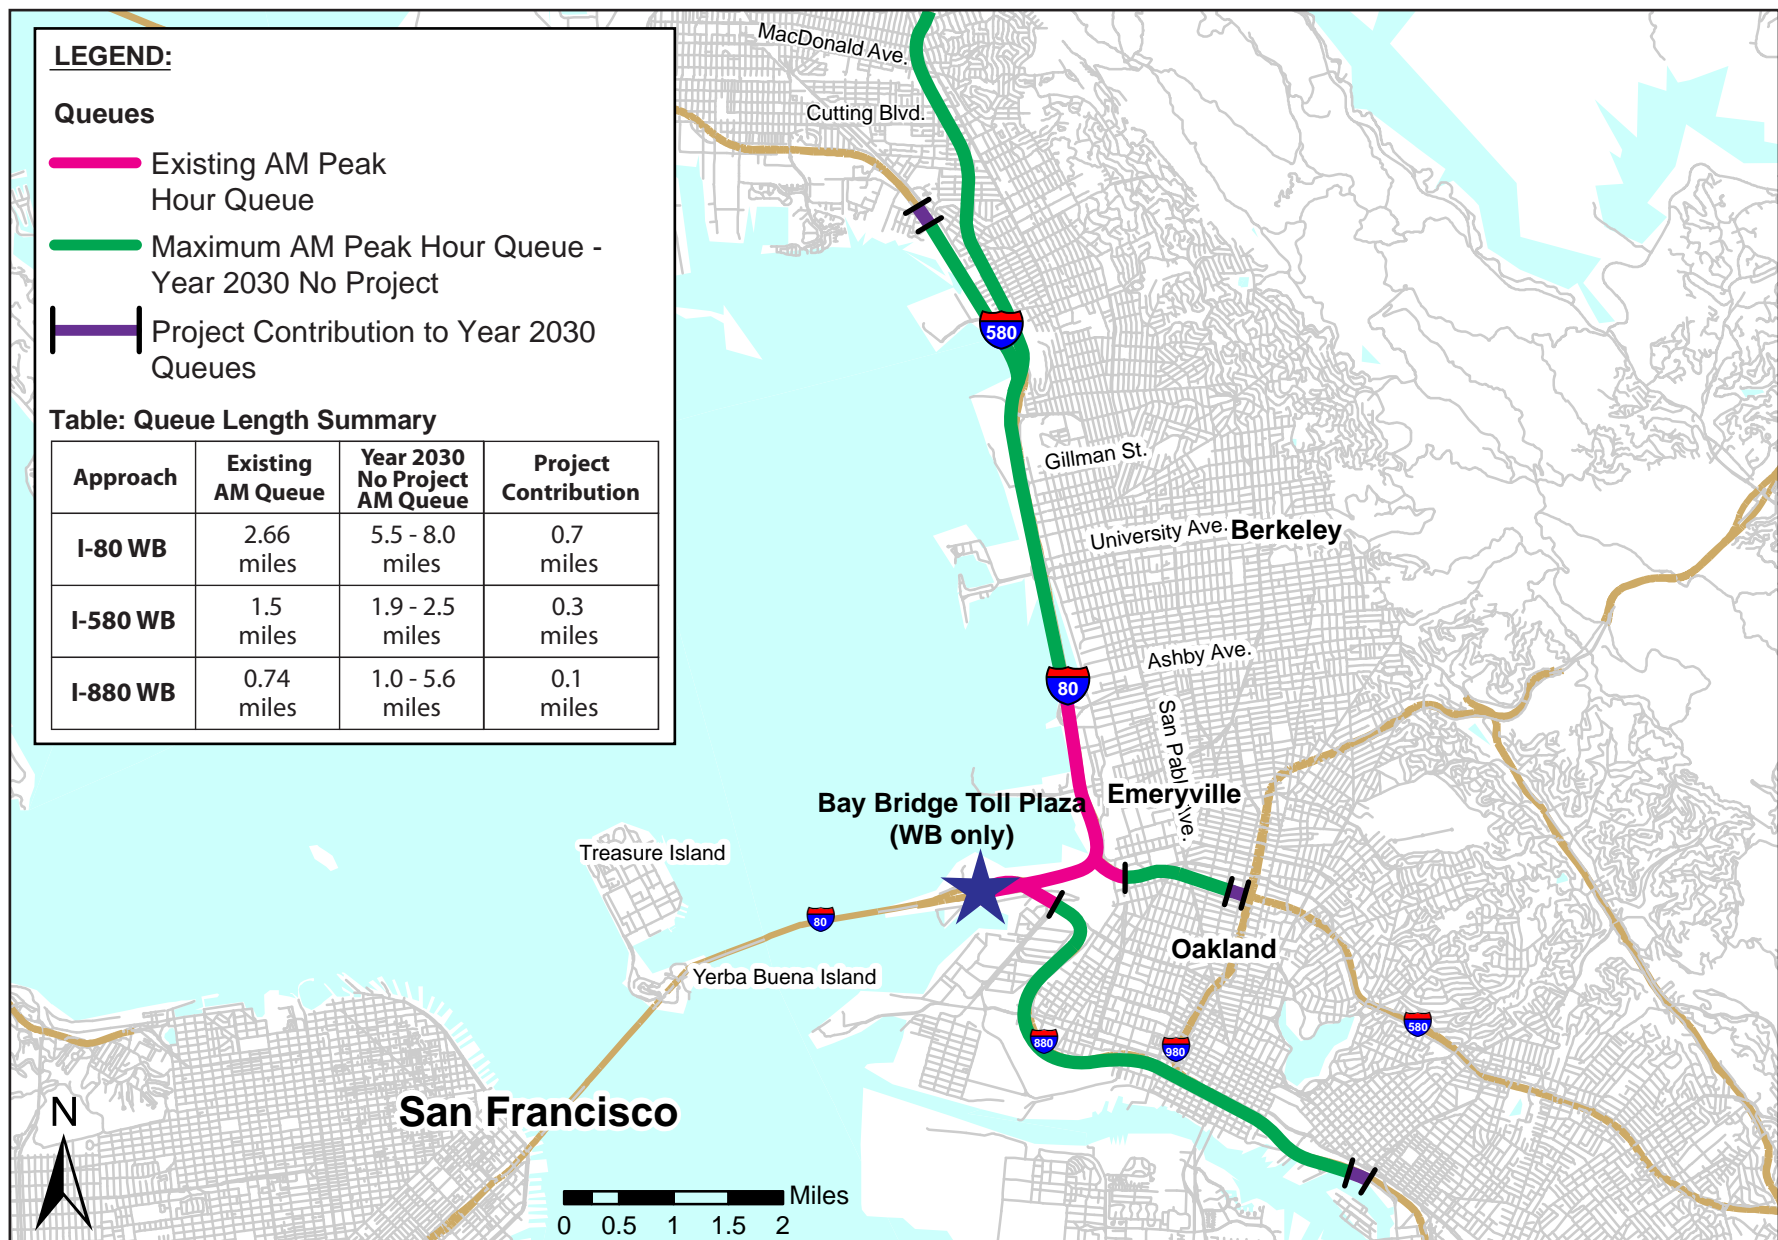 LEGEND:
Queues
Existing AM Peak
Hour Queue
Maximum AM Peak Hour Queue -
Year 2030 No Project
Project Contribution to Year 2030
Queues
Table: Queue Length Summary
Approach
Existing
AM Queue
Year 2030
No Project
AM Queue
Project
Contribution
I-80 WB
2.66
miles
5.5 - 8.0
miles
0.7
miles
I-580 WB
1.5
miles
1.9 - 2.5
miles
0.3
miles
I-880 WB
0.74
miles
1.0 - 5.6
miles
0.1
miles
MacDonald Ave.
Cutting Blvd.
580
Gillman St.
University Ave.
Berkeley
Ashby Ave.
80
San Pablo Ave.
Emeryville
Bay Bridge Toll Plaza
(WB only)
Treasure Island
80
Oakland
Yerba Buena Island
580
880
980
San Francisco
N
Miles
0 0.5 1 1.5 2